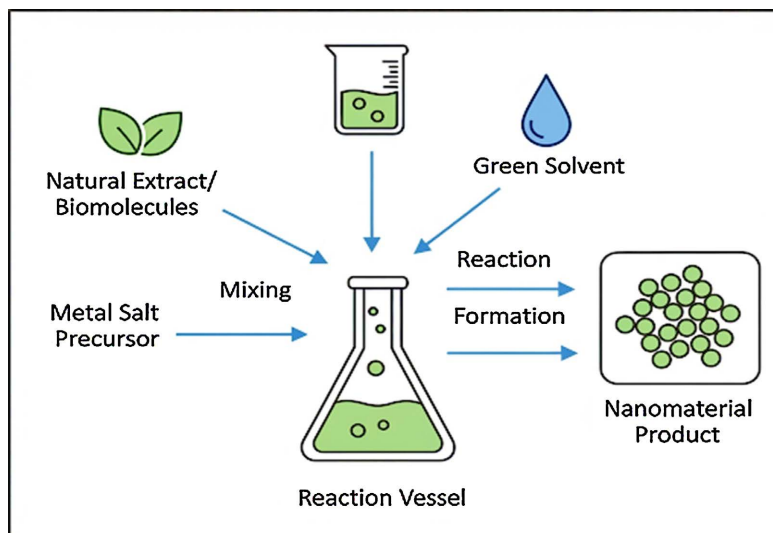 Natural Extract/
Biomolecules
Green Solvent
Metal Salt
Precursor
Mixing
Reaction
Formation
Reaction Vessel
Nanomaterial
Product